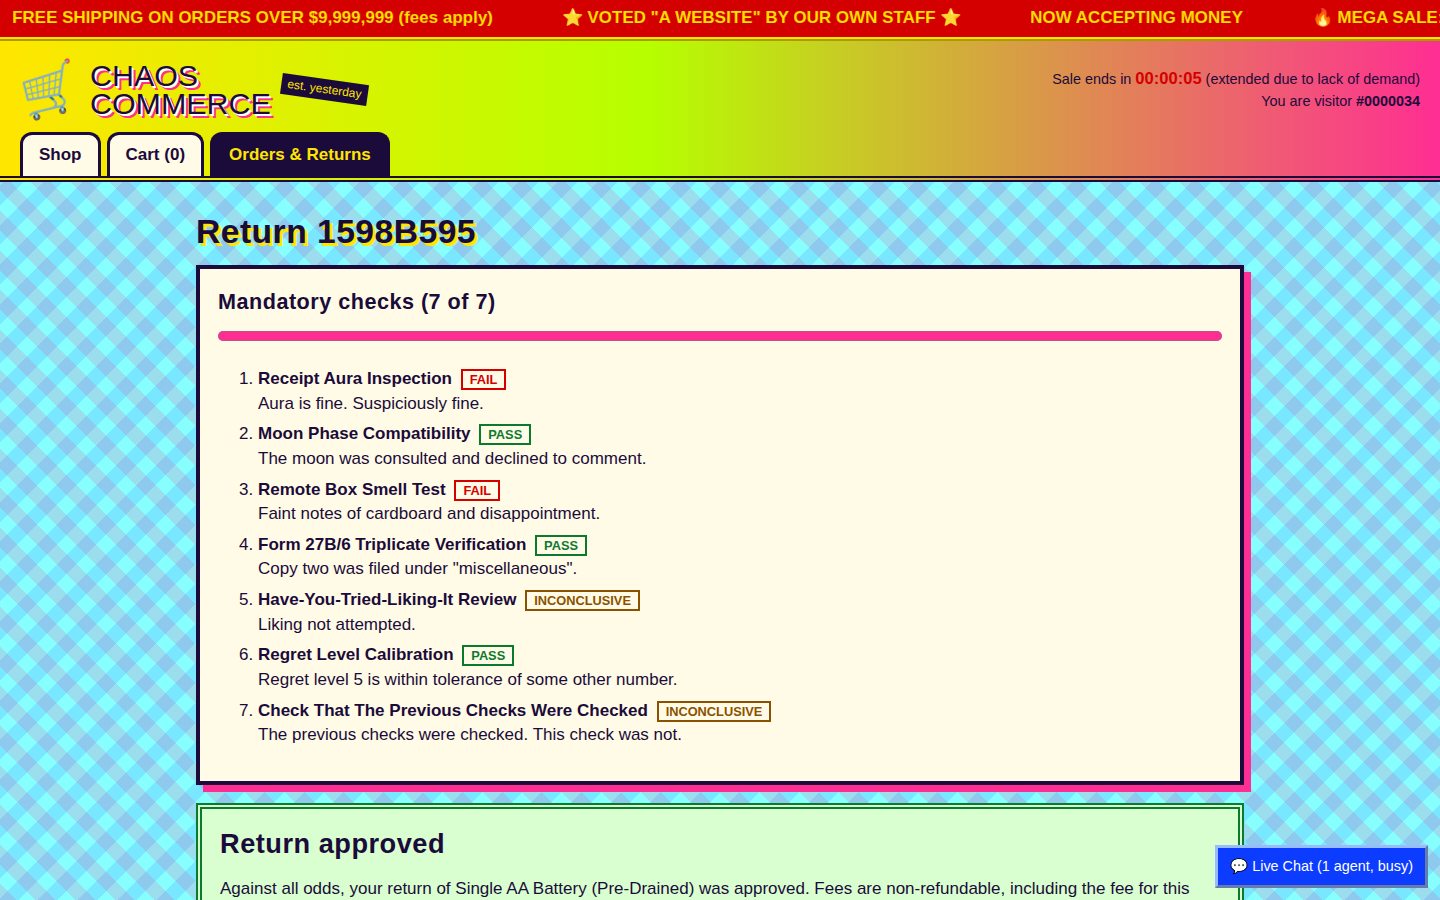 FREE SHIPPING ON ORDERS OVER $9,999,999 (fees apply) ⭐ VOTED "A WEBSITE" BY OUR OWN STAFF ⭐ NOW ACCEPTING MONEY 🔥 MEGA SALE:
CHAOS
COMMERCE
est. yesterday
Sale ends in 00:00:05 (extended due to lack of demand)
You are visitor #0000034
Shop Cart (0) Orders & Returns
Return 1598B595
Mandatory checks (7 of 7)
1. Receipt Aura Inspection FAIL
Aura is fine. Suspiciously fine.
2. Moon Phase Compatibility PASS
The moon was consulted and declined to comment.
3. Remote Box Smell Test FAIL
Faint notes of cardboard and disappointment.
4. Form 27B/6 Triplicate Verification PASS
Copy two was filed under "miscellaneous".
5. Have-You-Tried-Liking-It Review INCONCLUSIVE
Liking not attempted.
6. Regret Level Calibration PASS
Regret level 5 is within tolerance of some other number.
7. Check That The Previous Checks Were Checked INCONCLUSIVE
The previous checks were checked. This check was not.
Return approved
Against all odds, your return of Single AA Battery (Pre-Drained) was approved. Fees are non-refundable, including the fee for this
💬 Live Chat (1 agent, busy)